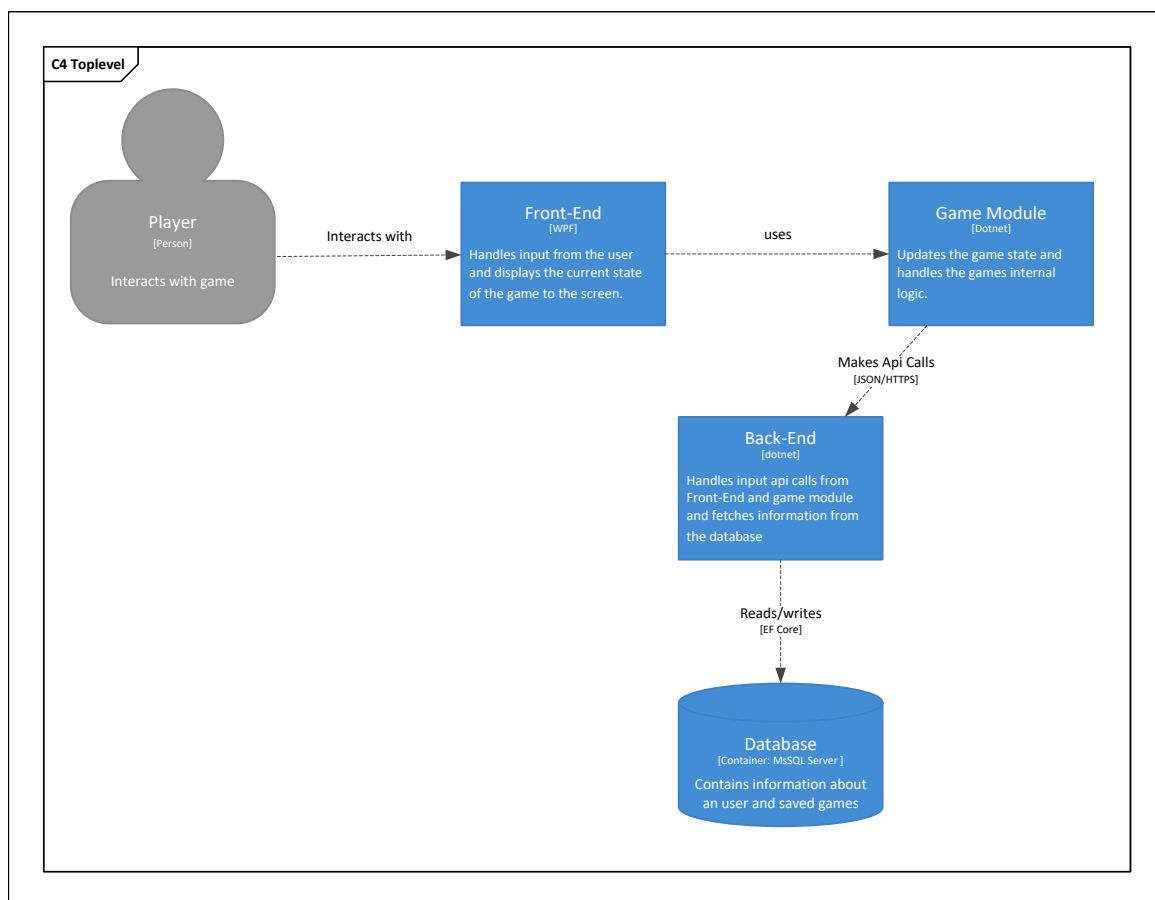 C4 Toplevel
Player
[Person]
Interacts with game
Interacts with
Front-End
[WPF]
Handles input from the user
and displays the current state
of the game to the screen.
uses
Game Module
[Dotnet]
Updates the game state and
handles the games internal
logic.
Makes Api Calls
[JSON/HTTPS]
Back-End
[dotnet]
Handles input api calls from
Front-End and game module
and fetches information from
the database
Reads/writes
[EF Core]
Database
[Container: MsSQL Server ]
Contains information about
an user and saved games